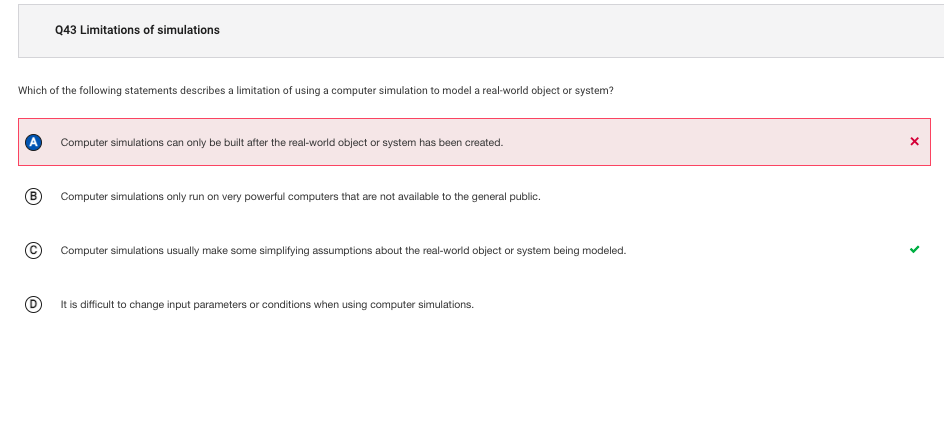 Q43 Limitations of simulations
Which of the following statements describes a limitation of using a computer simulation to model a real-world object or system?
A Computer simulations can only be built after the real-world object or system has been created.
B Computer simulations only run on very powerful computers that are not available to the general public.
C Computer simulations usually make some simplifying assumptions about the real-world object or system being modeled.
D It is difficult to change input parameters or conditions when using computer simulations.